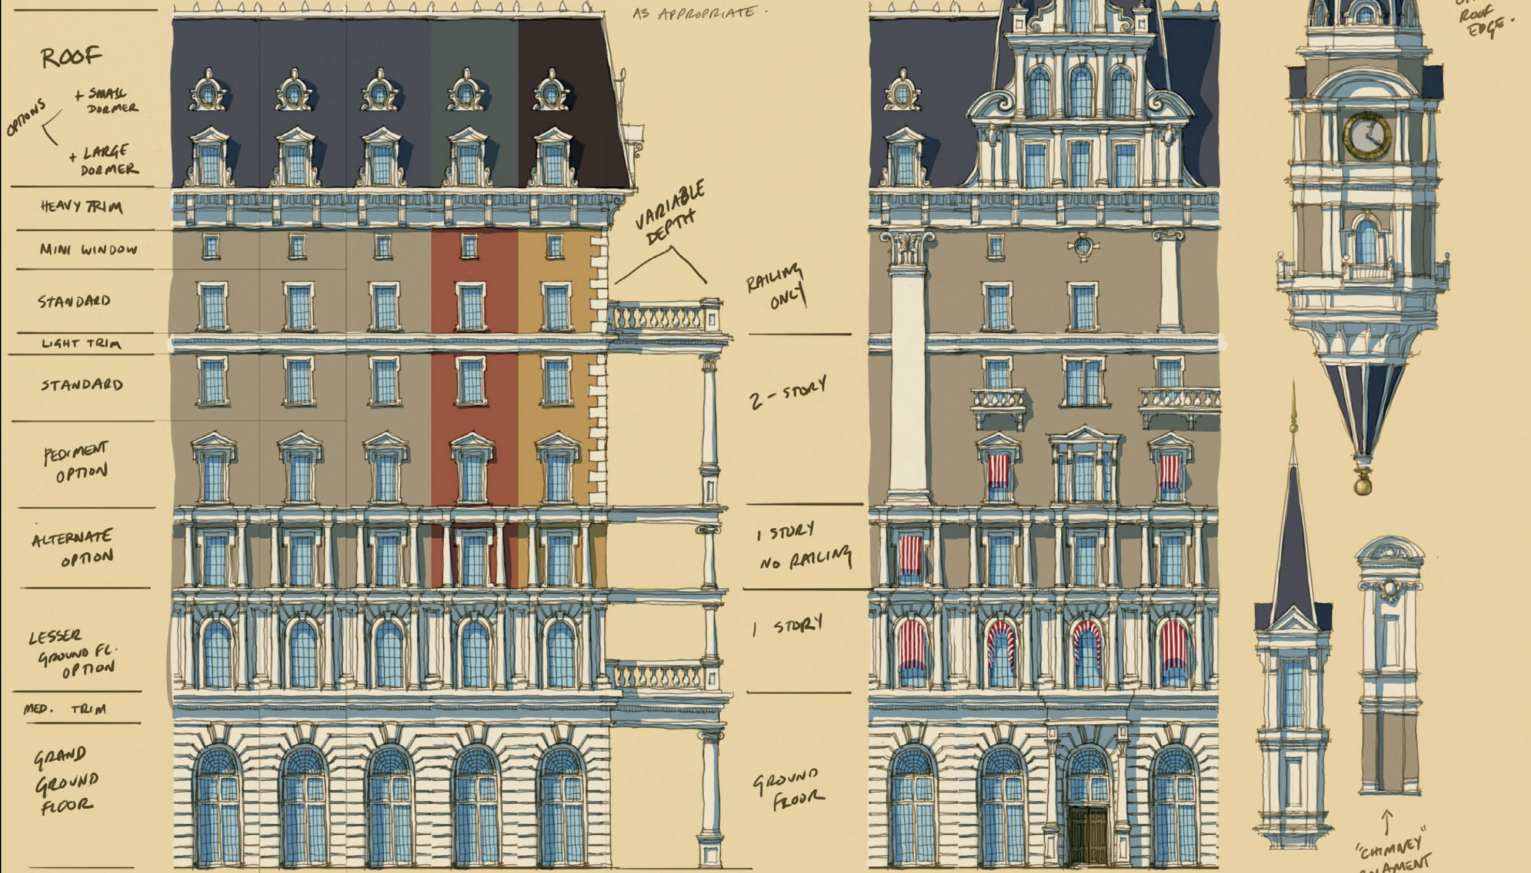 AS APPROPRIATE.
ROOF
EDGE.
ROOF
OPTIONS
+ SMALL
DORMER
+ LARGE
DORMER
HEAVY TRIM
MINI WINDOW
STANDARD
LIGHT TRIM
STANDARD
PEDIMENT
OPTION
ALTERNATE
OPTION
LESSER
GROUND FL.
OPTION
MED. TRIM
GRAND
GROUND
FLOOR
VARIABLE
DEPTH
RAILING
ONLY
2-STORY
1 STORY
NO RAILING
1 STORY
GROUND
FLOOR
"CHIMNEY"